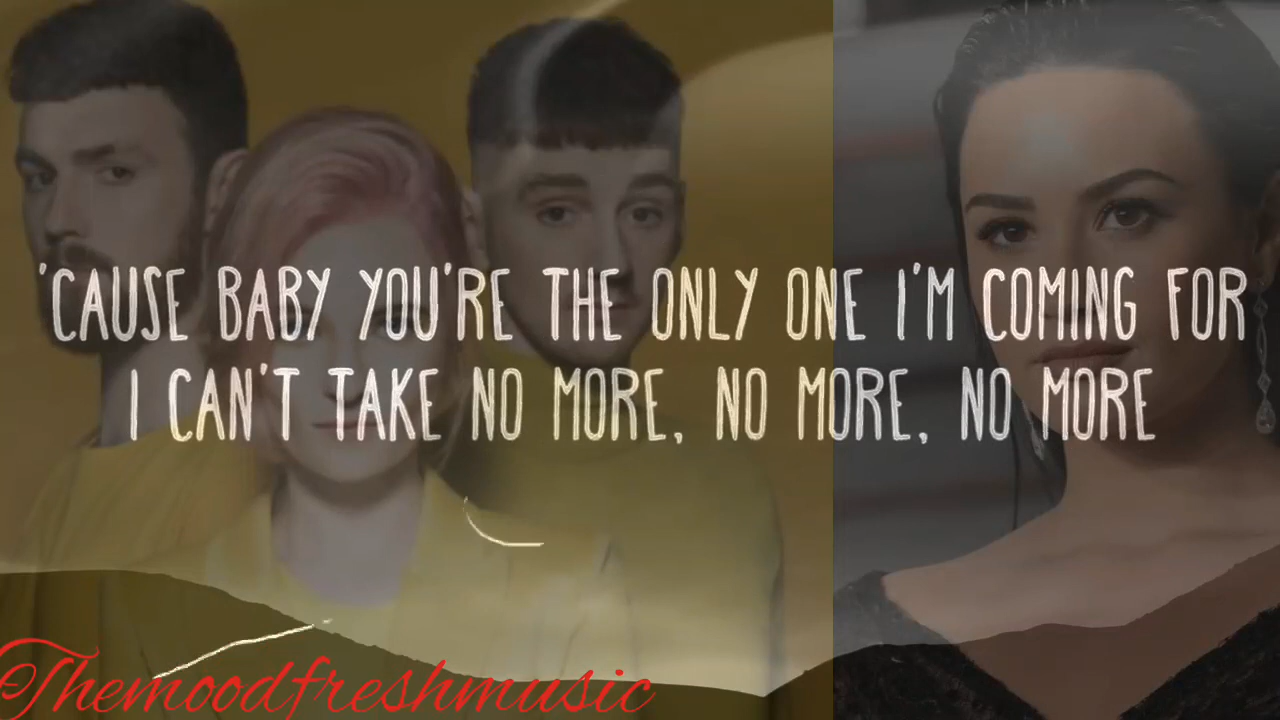 'CAUSE BABY YOU'RE THE ONLY ONE I'M COMING FOR
I CAN'T TAKE NO MORE, NO MORE, NO MORE
Themoodfreshmusic